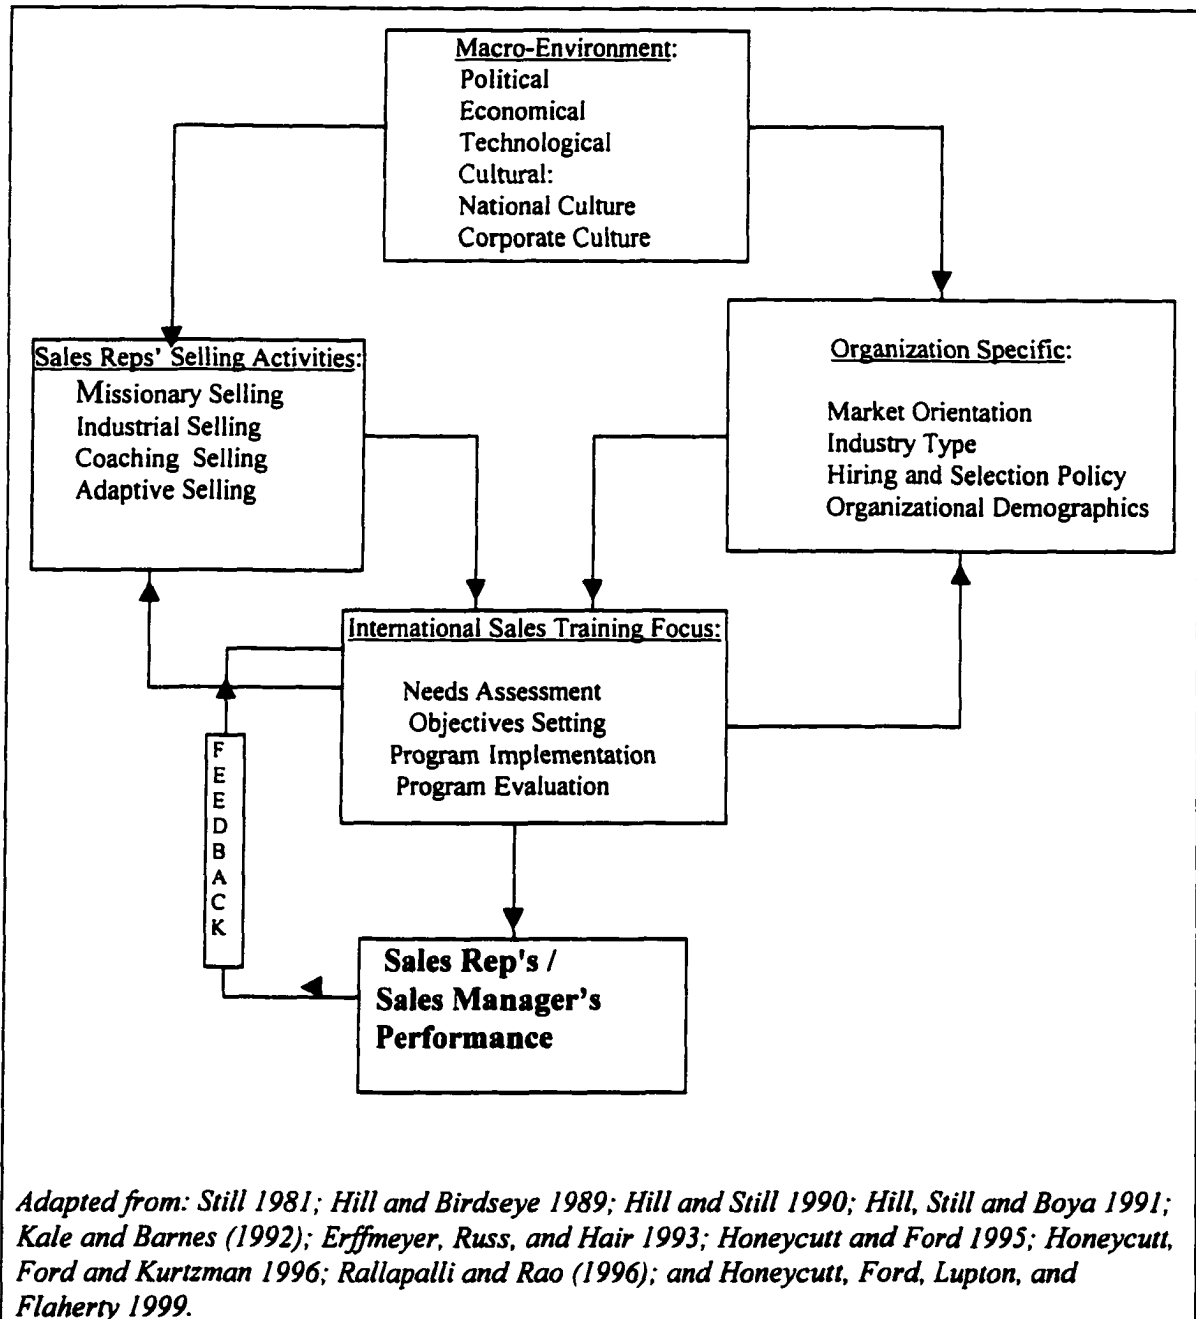 Macro-Environment:
Political
Economical
Technological
Cultural:
National Culture
Corporate Culture
Sales Reps' Selling Activities:
Missionary Selling
Industrial Selling
Coaching Selling
Adaptive Selling
Organization Specific:
Market Orientation
Industry Type
Hiring and Selection Policy
Organizational Demographics
International Sales Training Focus:
Needs Assessment
Objectives Setting
Program Implementation
Program Evaluation
FEEDBACK
Sales Rep's /
Sales Manager's
Performance
Adapted from: Still 1981; Hill and Birdseye 1989; Hill and Still 1990; Hill, Still and Boya 1991;
Kale and Barnes (1992); Erffmeyer, Russ, and Hair 1993; Honeycutt and Ford 1995; Honeycutt,
Ford and Kurtzman 1996; Rallapalli and Rao (1996); and Honeycutt, Ford, Lupton, and
Flaherty 1999.